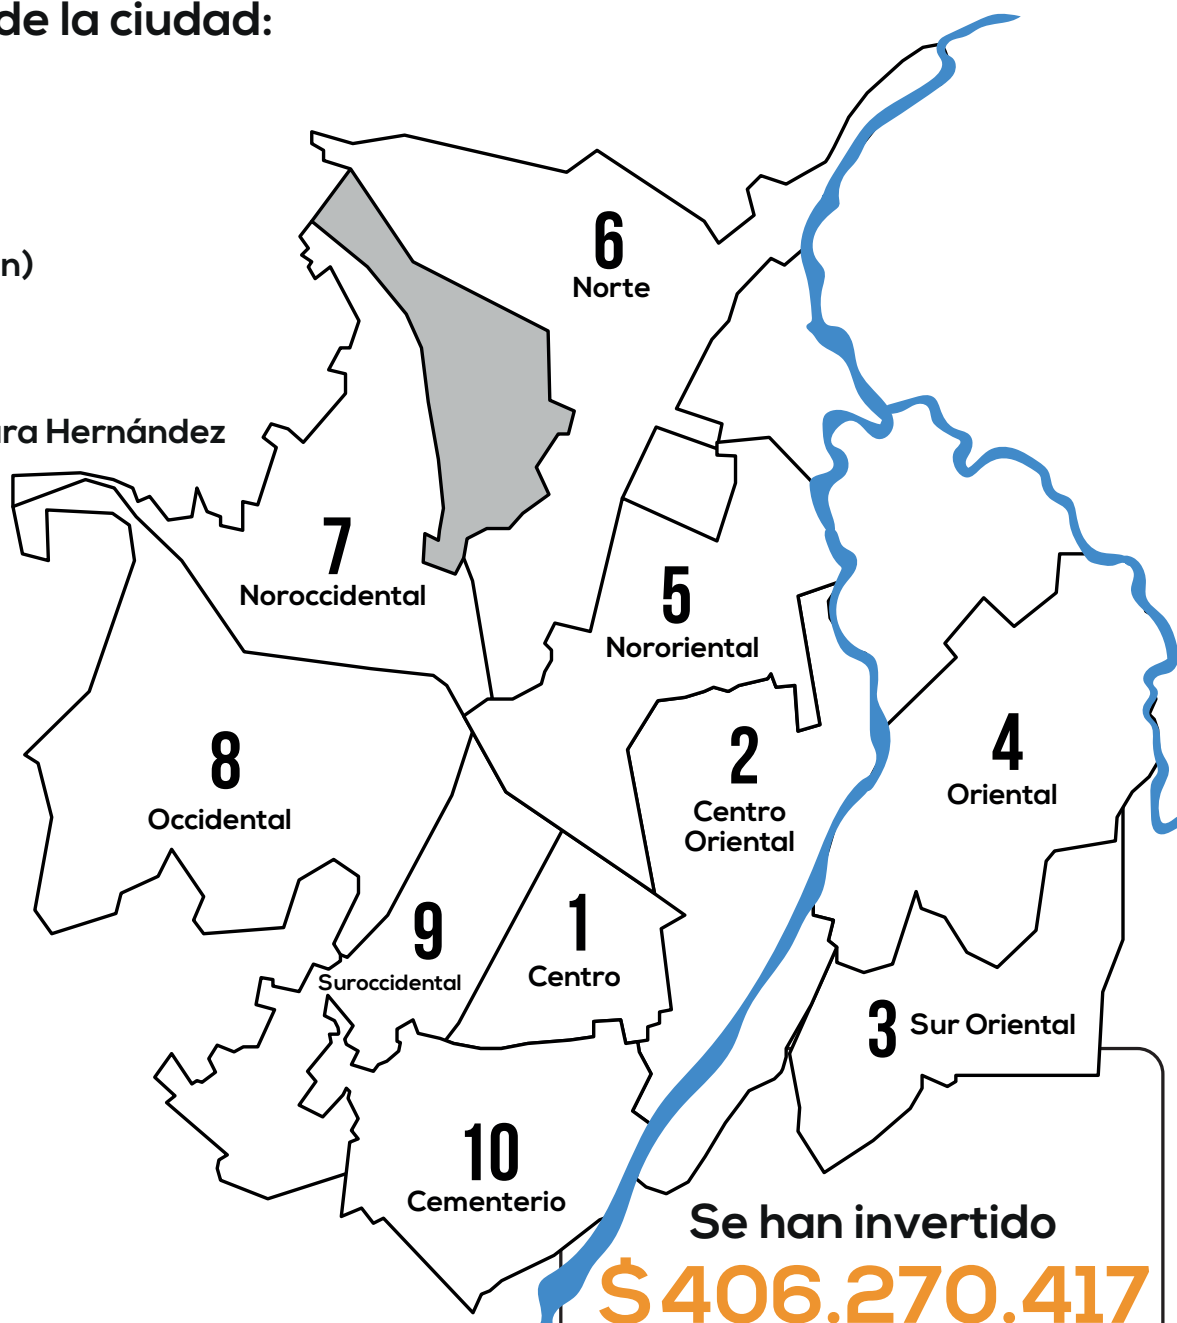 de la ciudad:
6
Norte
n)
ra Hernández
7
Noroccidental
5
Nororiental
8
Occidental
2
Centro
Oriental
4
Oriental
9
Suroccidental
1
Centro
3 Sur Oriental
10
Cementerio
Se han invertido
$406.270.417